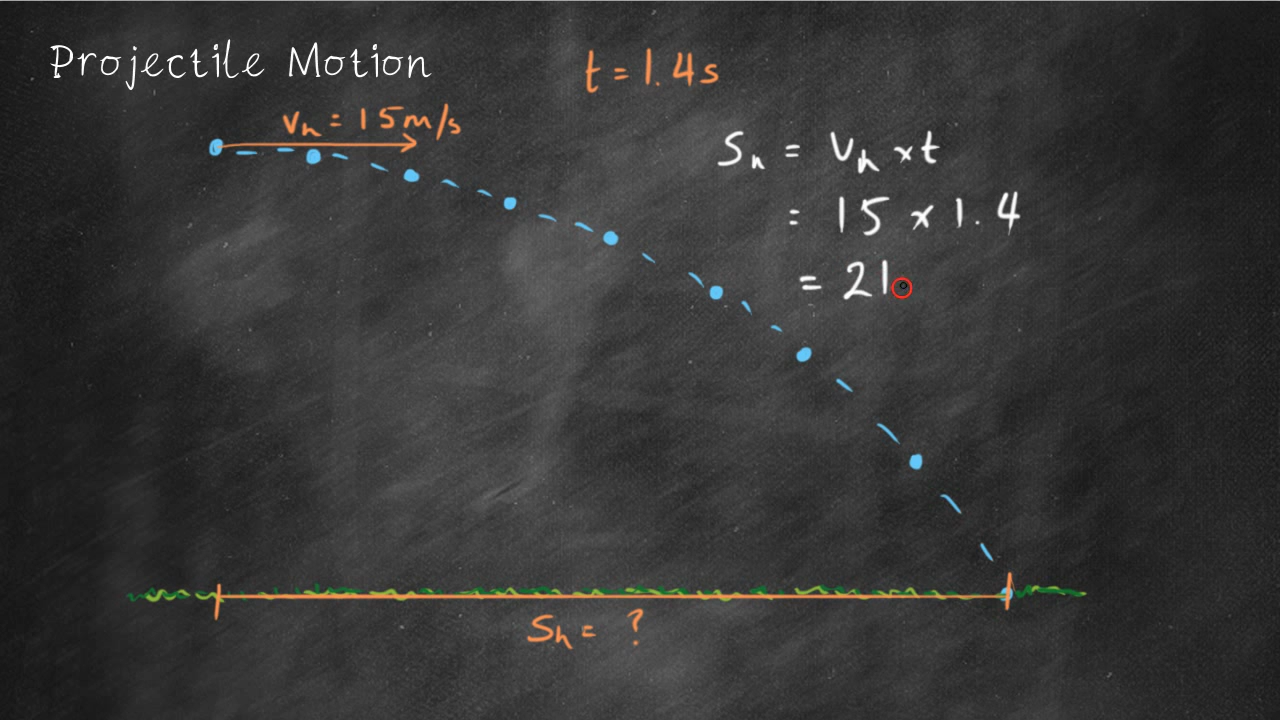 Projectile Motion
t = 1.4s
vₕ = 15m/s
Sₕ = Vₕ × t
= 15 × 1.4
= 21
Sₕ = ?